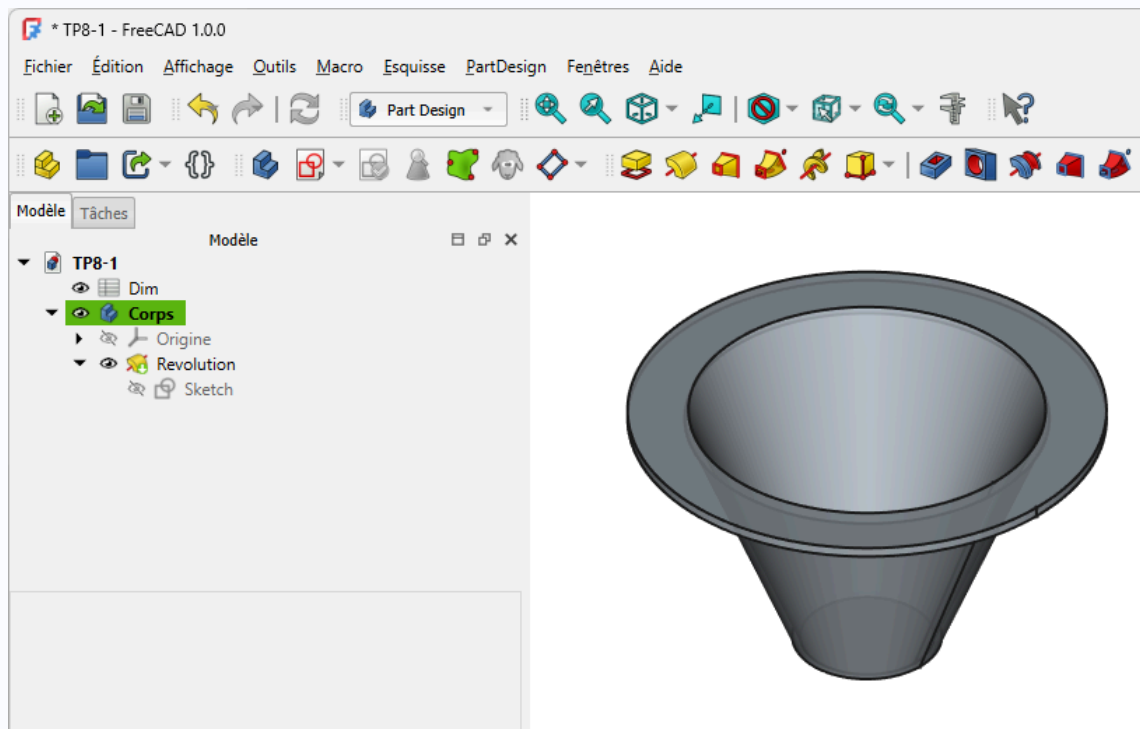 * TP8-1 - FreeCAD 1.0.0
Fichier Édition Affichage Outils Macro Esquisse PartDesign Fenêtres Aide
Part Design
Modèle Tâches
Modèle
TP8-1
Dim
Corps
Origine
Revolution
Sketch